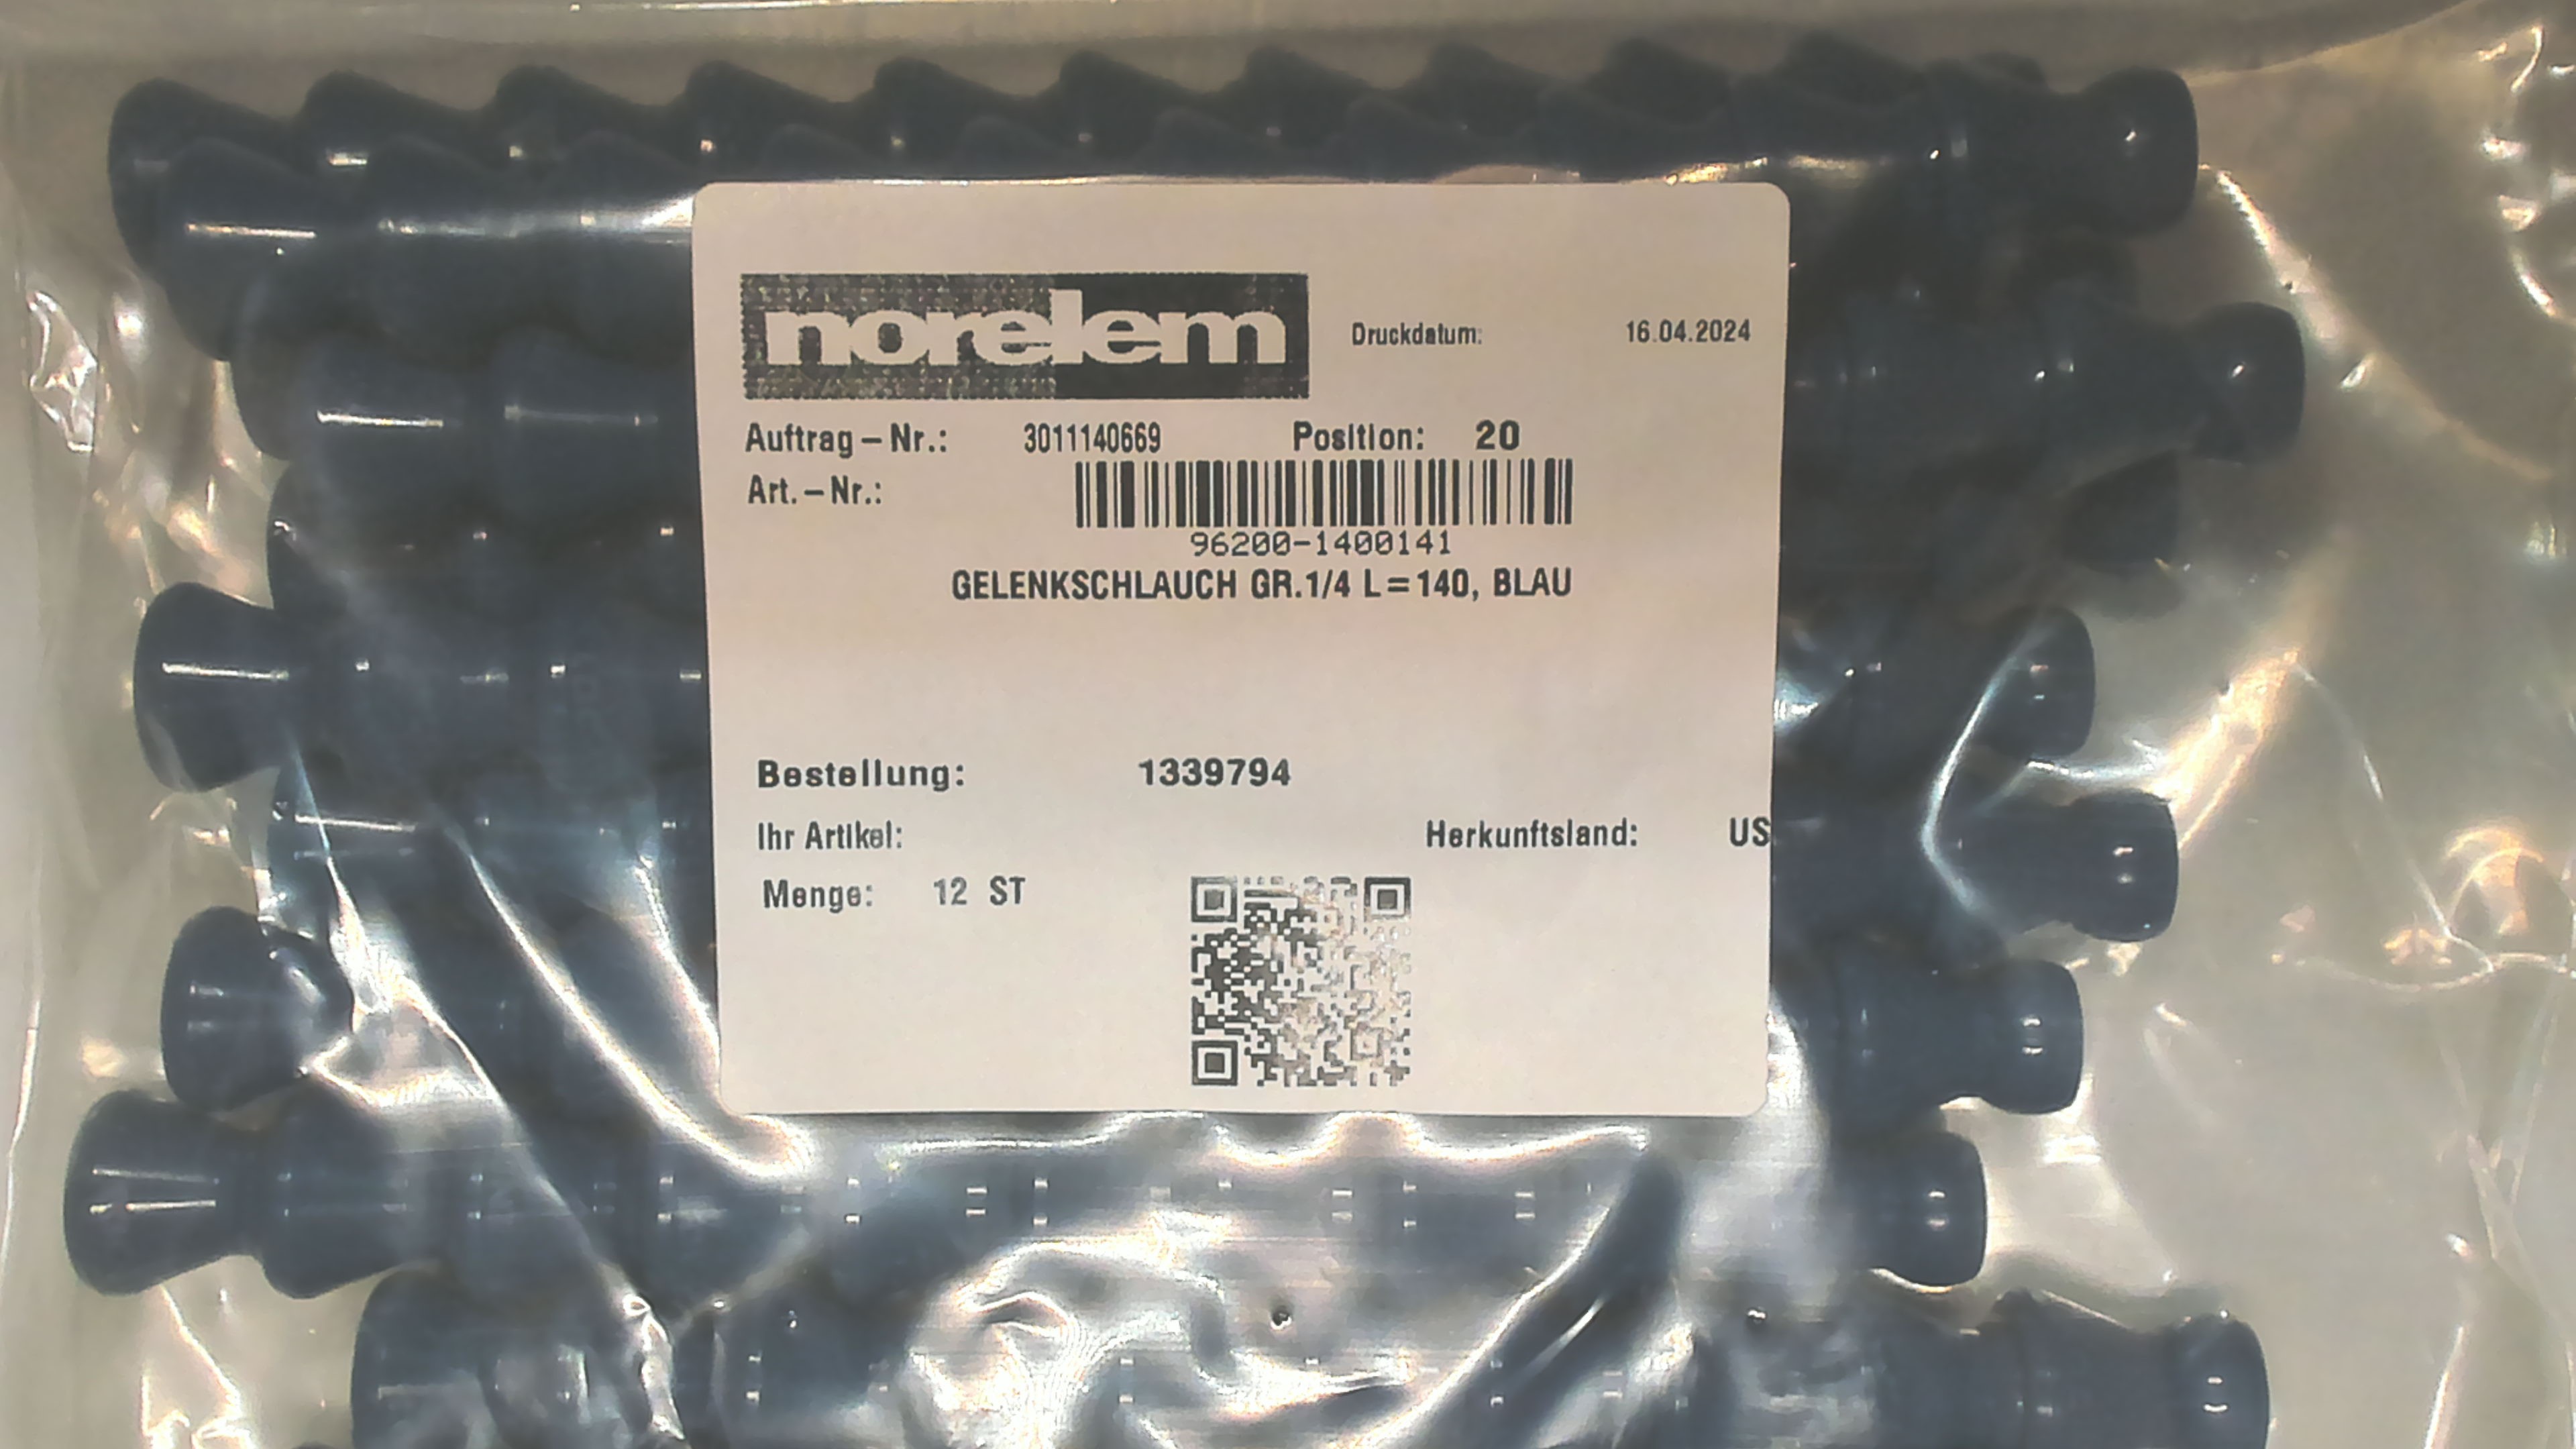 norelem
Druckdatum: 16.04.2024
Auftrag-Nr.: 3011140669 Position: 20
Art.-Nr.:
96200-1400141
GELENKSCHLAUCH GR.1/4 L=140, BLAU
Bestellung: 1339794
Ihr Artikel: Herkunftsland: US
Menge: 12 ST